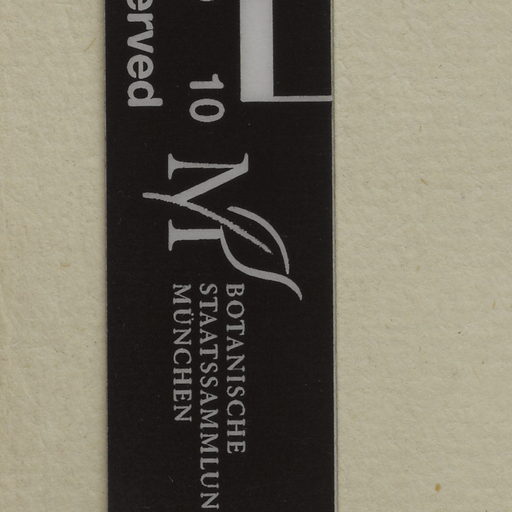 erved
10
M
BOTANISCHE
STAATSSAMMLUN
MÜNCHEN